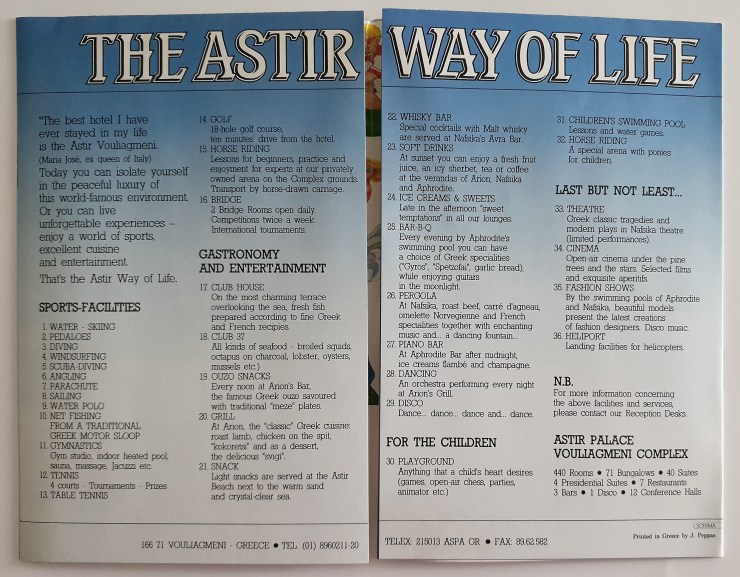 THE ASTIR WAY OF LIFE
"The best hotel I have
ever stayed in my life
is the Astir Vouliagmeni.
(Maria José, ex queen of Italy)
Today you can isolate yourself
in the peaceful luxury of
this world-famous environment.
Or you can live
unforgettable experiences –
enjoy a world of sports,
excellent cuisine
and entertainment.
That's the Astir Way of Life.
SPORTS-FACILITIES
1. WATER - SKIING
2. PEDALOES
3. DIVING
4. WINDSURFING
5. SCUBA-DIVING
6. ANGLING
7. PARACHUTE
8. SAILING
9. WATER POLO
10. NET FISHING
FROM A TRADITIONAL
GREEK MOTOR SLOOP
11. GYMNASTICS
Gym studio, indoor heated pool,
sauna, massage, Jacuzzi etc.
12. TENNIS
4 courts - Tournaments - Prizes
13. TABLE TENNIS
14. GOLF
18-hole golf course,
ten minutes' drive from the hotel.
15. HORSE RIDING
Lessons for beginners, practice and
enjoyment for experts at our privately
owned arena on the Complex grounds.
Transport by horse-drawn carriage.
16. BRIDGE
2 Bridge Rooms open daily.
Competitions twice a week.
International tournaments.
GASTRONOMY
AND ENTERTAINMENT
17. CLUB HOUSE
On the most charming terrace
overlooking the sea, fresh fish
prepared according to fine Greek
and French recipies.
18. CLUB 37
All kinds of seafood - broiled squids,
octapus on charcoal, lobster, oysters,
mussels etc.)
19. OUZO SNACKS
Every noon at Arion's Bar,
the famous Greek ouzo savoured
with traditional "meze" plates.
20. GRILL
At Arion, the "classic" Greek cuisine:
roast lamb, chicken on the spit,
"kokoretsi" and as a dessert,
the delicious "svigi".
21. SNACK
Light snacks are served at the Astir
Beach next to the warm sand
and crystal-clear sea.
166 71 VOULIAGMENI - GREECE ● TEL (01) 8960211-20
22. WHISKY BAR
Special cocktails with Malt whisky
are served at Nafsika's Avra Bar.
23. SOFT DRINKS
At sunset you can enjoy a fresh fruit
juice, an icy sherbet, tea or coffee
at the verandas of Arion, Nafsika
and Aphrodite.
24. ICE CREAMS & SWEETS
Late in the afternoon "sweet
temptations" in all our lounges.
25. BAR-B-Q
Every evening by Aphrodite's
swimming pool you can have
a choice of Greek specialities
("Gyros", "Spetzofai", garlic bread),
while enjoying guitars
in the moonlight.
26. PERGOLA
At Nafsika, roast beef, carré d'agneau,
omelette Norvegienne and French
specialities together with enchanting
music and... a dancing fountain...
27. PIANO BAR
At Aphrodite Bar after midnight,
ice creams flambé and champagne.
28. DANCING
An orchestra performing every night
at Arion's Grill.
29. DISCO
Dance... dance... dance and... dance.
FOR THE CHILDREN
30. PLAYGROUND
Anything that a child's heart desires
(games, open-air chess, parties,
animator etc.)
31. CHILDREN'S SWIMMING POOL
Lessons and water games.
32. HORSE RIDING
A special arena with ponies
for children.
LAST BUT NOT LEAST...
33. THEATRE
Greek classic tragedies and
modern plays in Nafsika theatre
(limited performances).
34. CINEMA
Open-air cinema under the pine
trees and the stars. Selected films
and exquisite aperitifs.
35. FASHION SHOWS
By the swimming pools of Aphrodite
and Nafsika, beautiful models
present the latest creations
of fashion designers. Disco music.
36. HELIPORT
Landing facilities for helicopters.
N.B.
For more information concerning
the above facilities and services,
please contact our Reception Desks.
ASTIR PALACE
VOULIAGMENI COMPLEX
440 Rooms ● 71 Bungalows ● 40 Suites
4 Presidential Suites ● 7 Restaurants
3 Bars ● 1 Disco ● 12 Conference Halls
TELEX: 215013 ASPA GR ● FAX: 89.62.582
Printed in Greece by J. Peppas